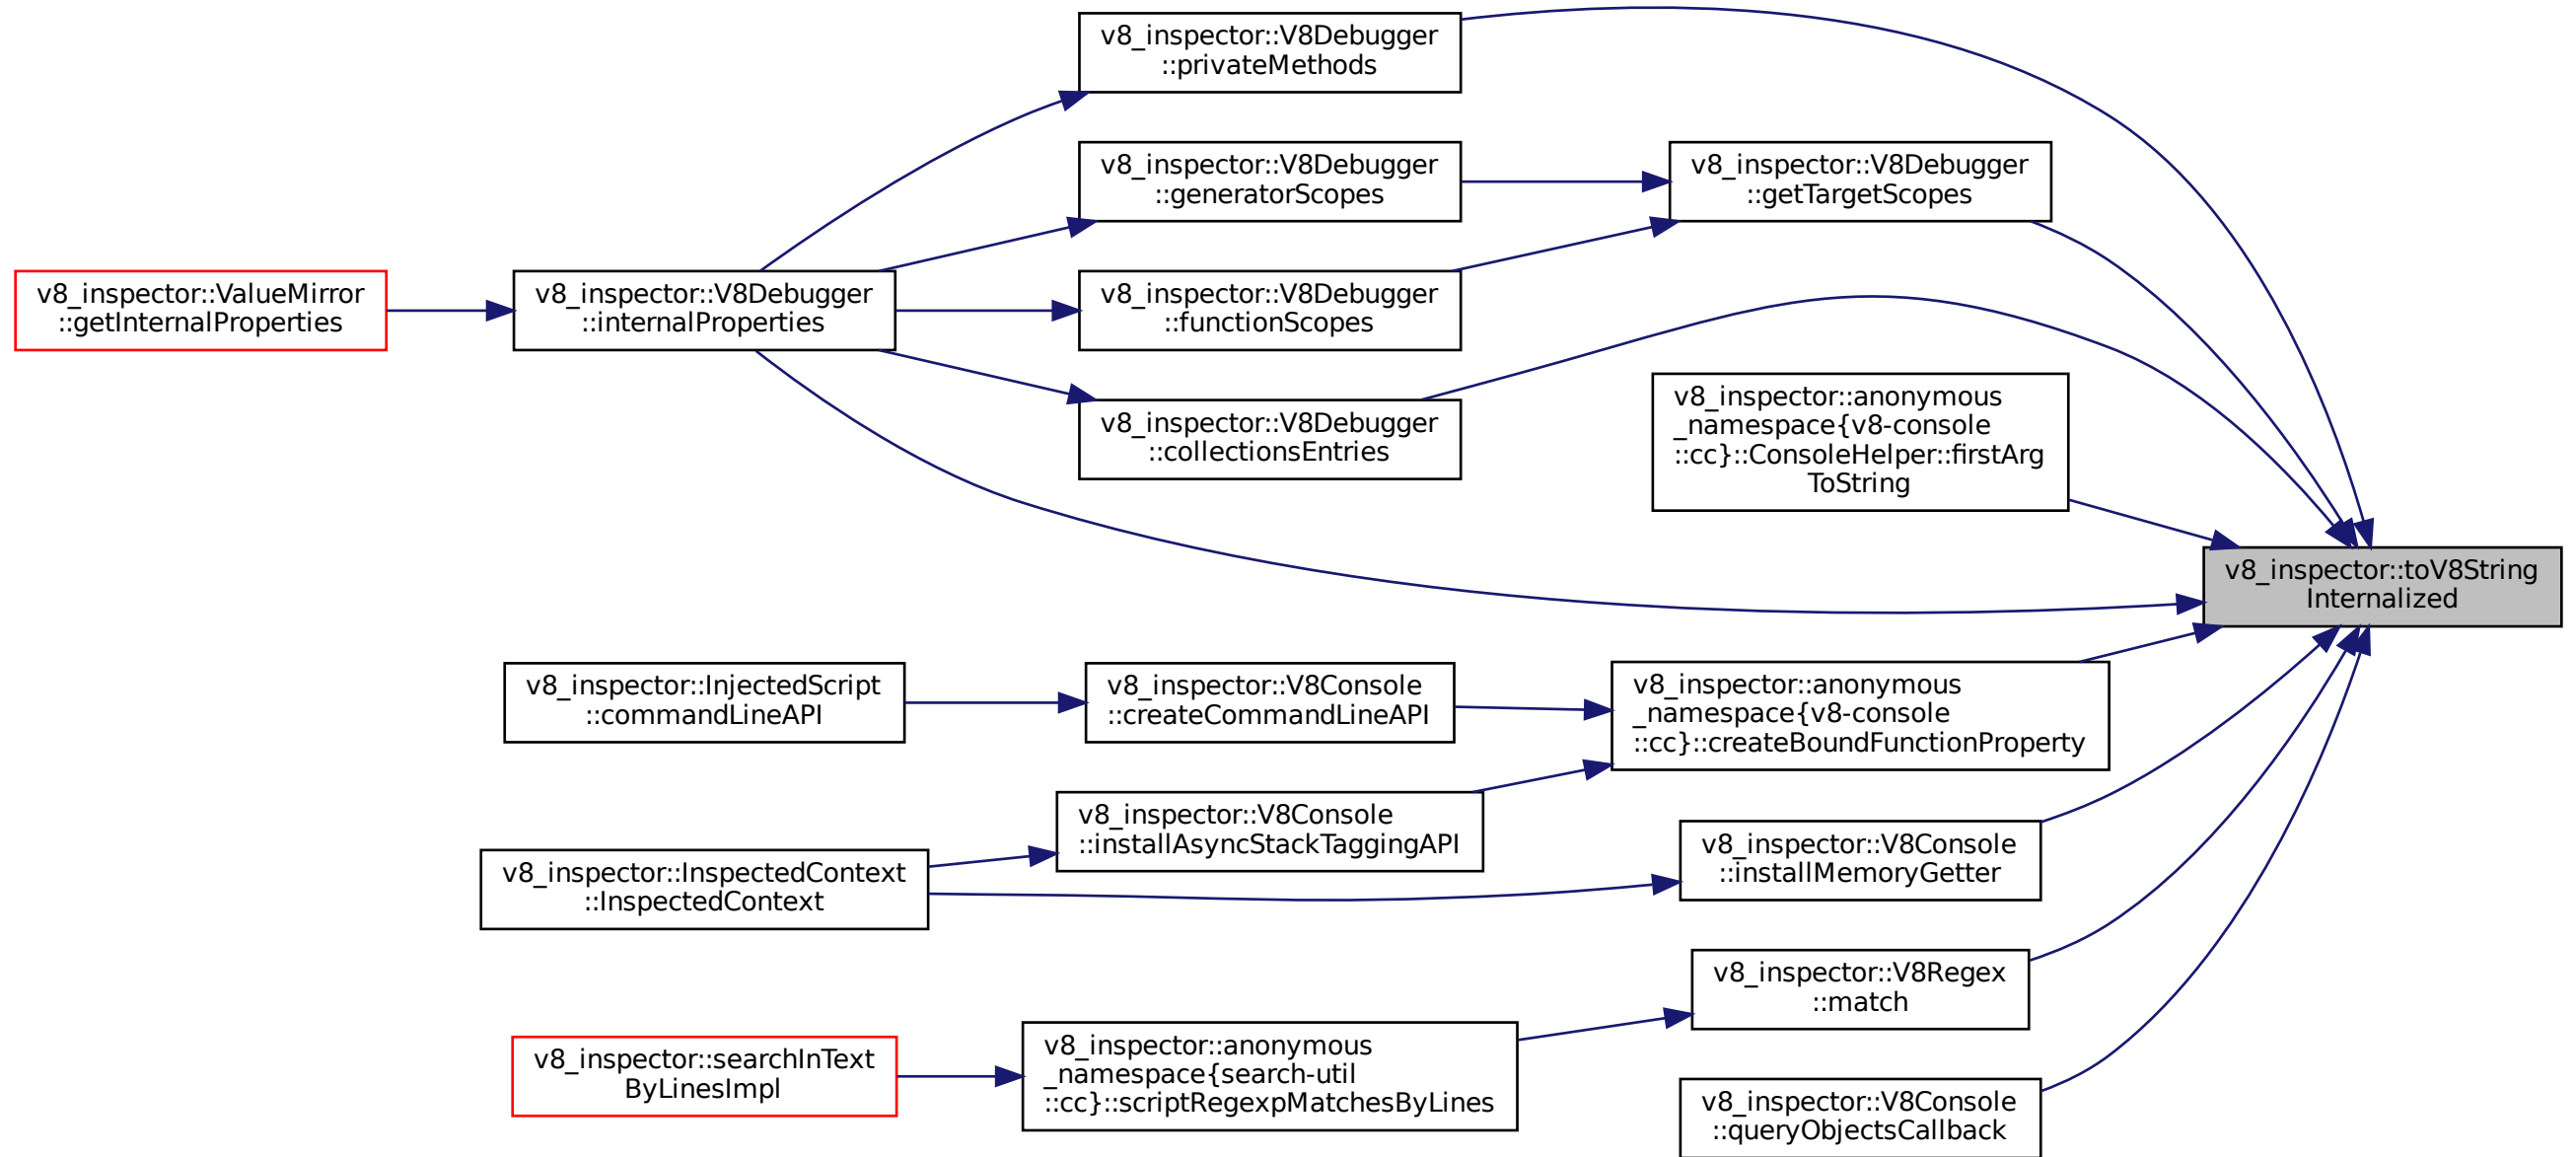 v8_inspector::V8Debugger
::privateMethods
v8_inspector::V8Debugger
::generatorScopes
v8_inspector::V8Debugger
::getTargetScopes
v8_inspector::ValueMirror
::getInternalProperties
v8_inspector::V8Debugger
::internalProperties
v8_inspector::V8Debugger
::functionScopes
v8_inspector::V8Debugger
::collectionsEntries
v8_inspector::anonymous
_namespace{v8-console
::cc}::ConsoleHelper::firstArg
ToString
v8_inspector::toV8String
Internalized
v8_inspector::InjectedScript
::commandLineAPI
v8_inspector::V8Console
::createCommandLineAPI
v8_inspector::anonymous
_namespace{v8-console
::cc}::createBoundFunctionProperty
v8_inspector::V8Console
::installAsyncStackTaggingAPI
v8_inspector::InspectedContext
::InspectedContext
v8_inspector::V8Console
::installMemoryGetter
v8_inspector::V8Regex
::match
v8_inspector::searchInText
ByLinesImpl
v8_inspector::anonymous
_namespace{search-util
::cc}::scriptRegexpMatchesByLines
v8_inspector::V8Console
::queryObjectsCallback